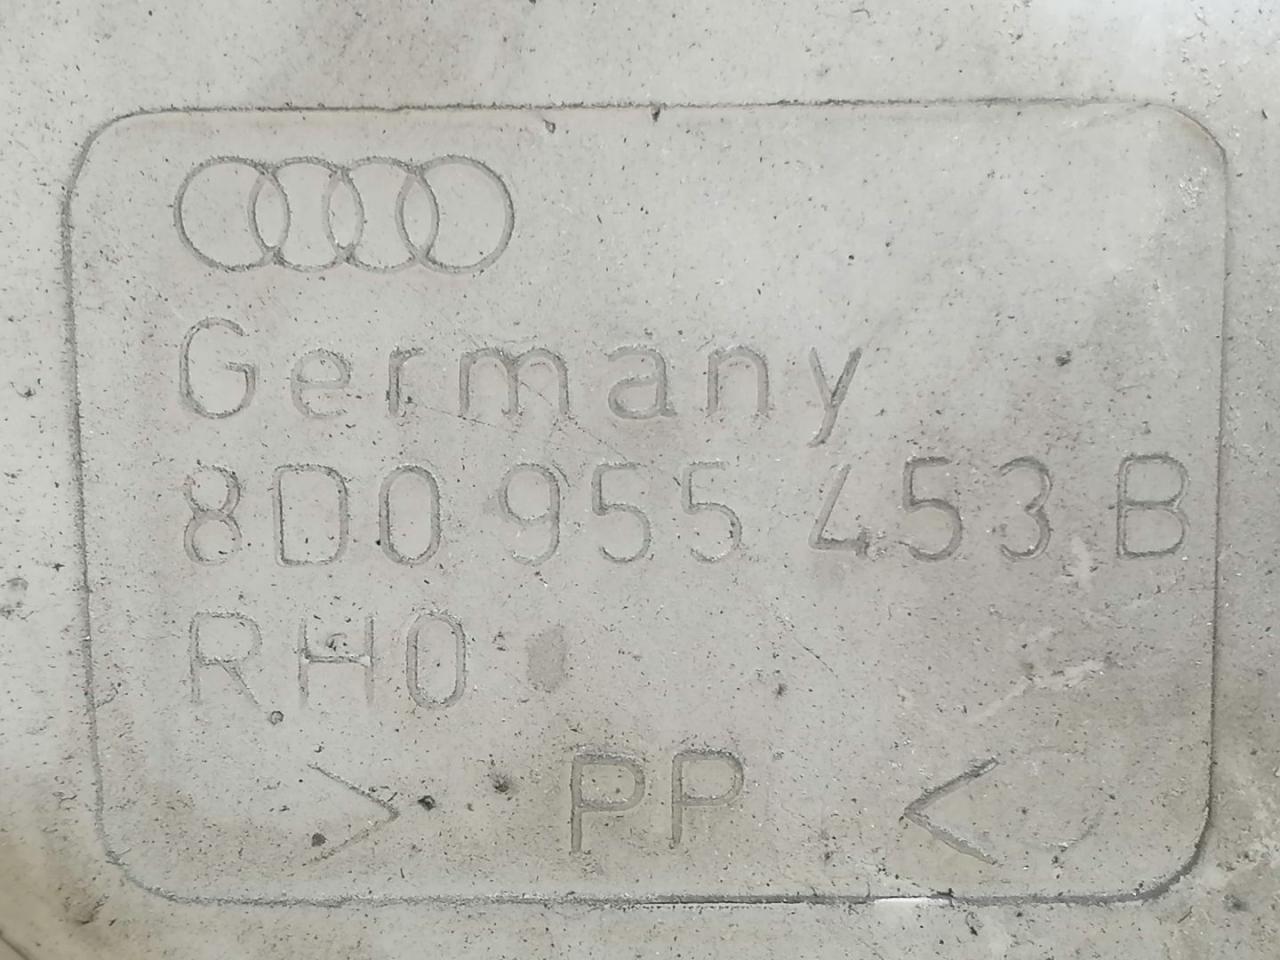 Germany
8D0 955 453 B
RH0
> PP <